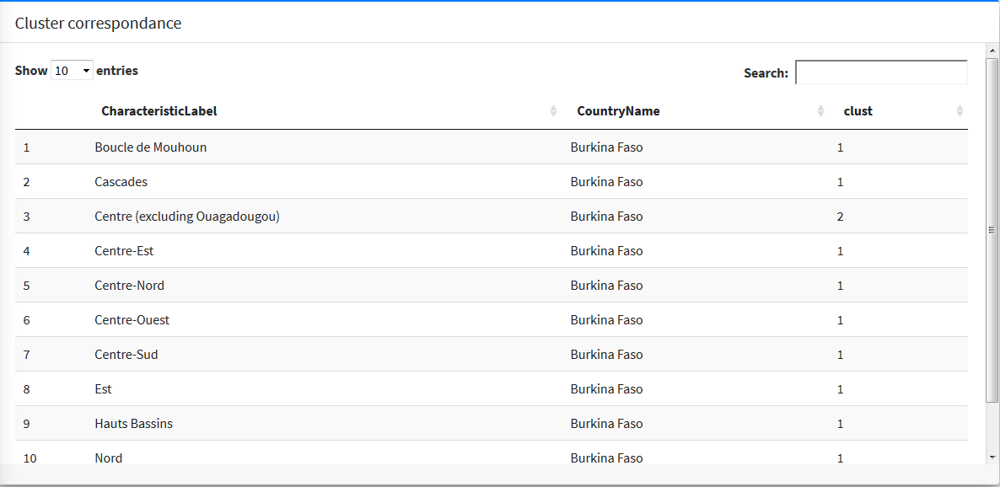 Cluster correspondance
Show 10 entries
Search:
CharacteristicLabel CountryName clust
1 Boucle de Mouhoun Burkina Faso 1
2 Cascades Burkina Faso 1
3 Centre (excluding Ouagadougou) Burkina Faso 2
4 Centre-Est Burkina Faso 1
5 Centre-Nord Burkina Faso 1
6 Centre-Ouest Burkina Faso 1
7 Centre-Sud Burkina Faso 1
8 Est Burkina Faso 1
9 Hauts Bassins Burkina Faso 1
10 Nord Burkina Faso 1